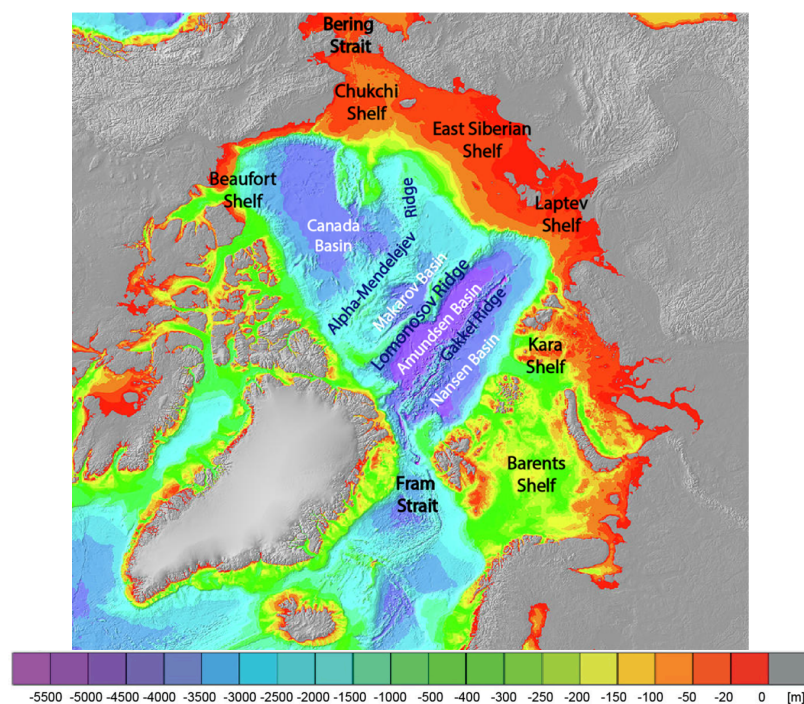 Bering
Strait
Chukchi
Shelf
East Siberian
Shelf
Beaufort
Shelf
Laptev
Shelf
Ridge
Canada
Basin
Alpha-Mendelejev
Makarov Basin
Lomonosov Ridge
Amundsen Basin
Gakkel Ridge
Nansen Basin
Kara
Shelf
Barents
Shelf
Fram
Strait
-5500 -5000 -4500 -4000 -3500 -3000 -2500 -2000 -1500 -1000 -500 -400 -300 -250 -200 -150 -100 -50 -20 0 [m]